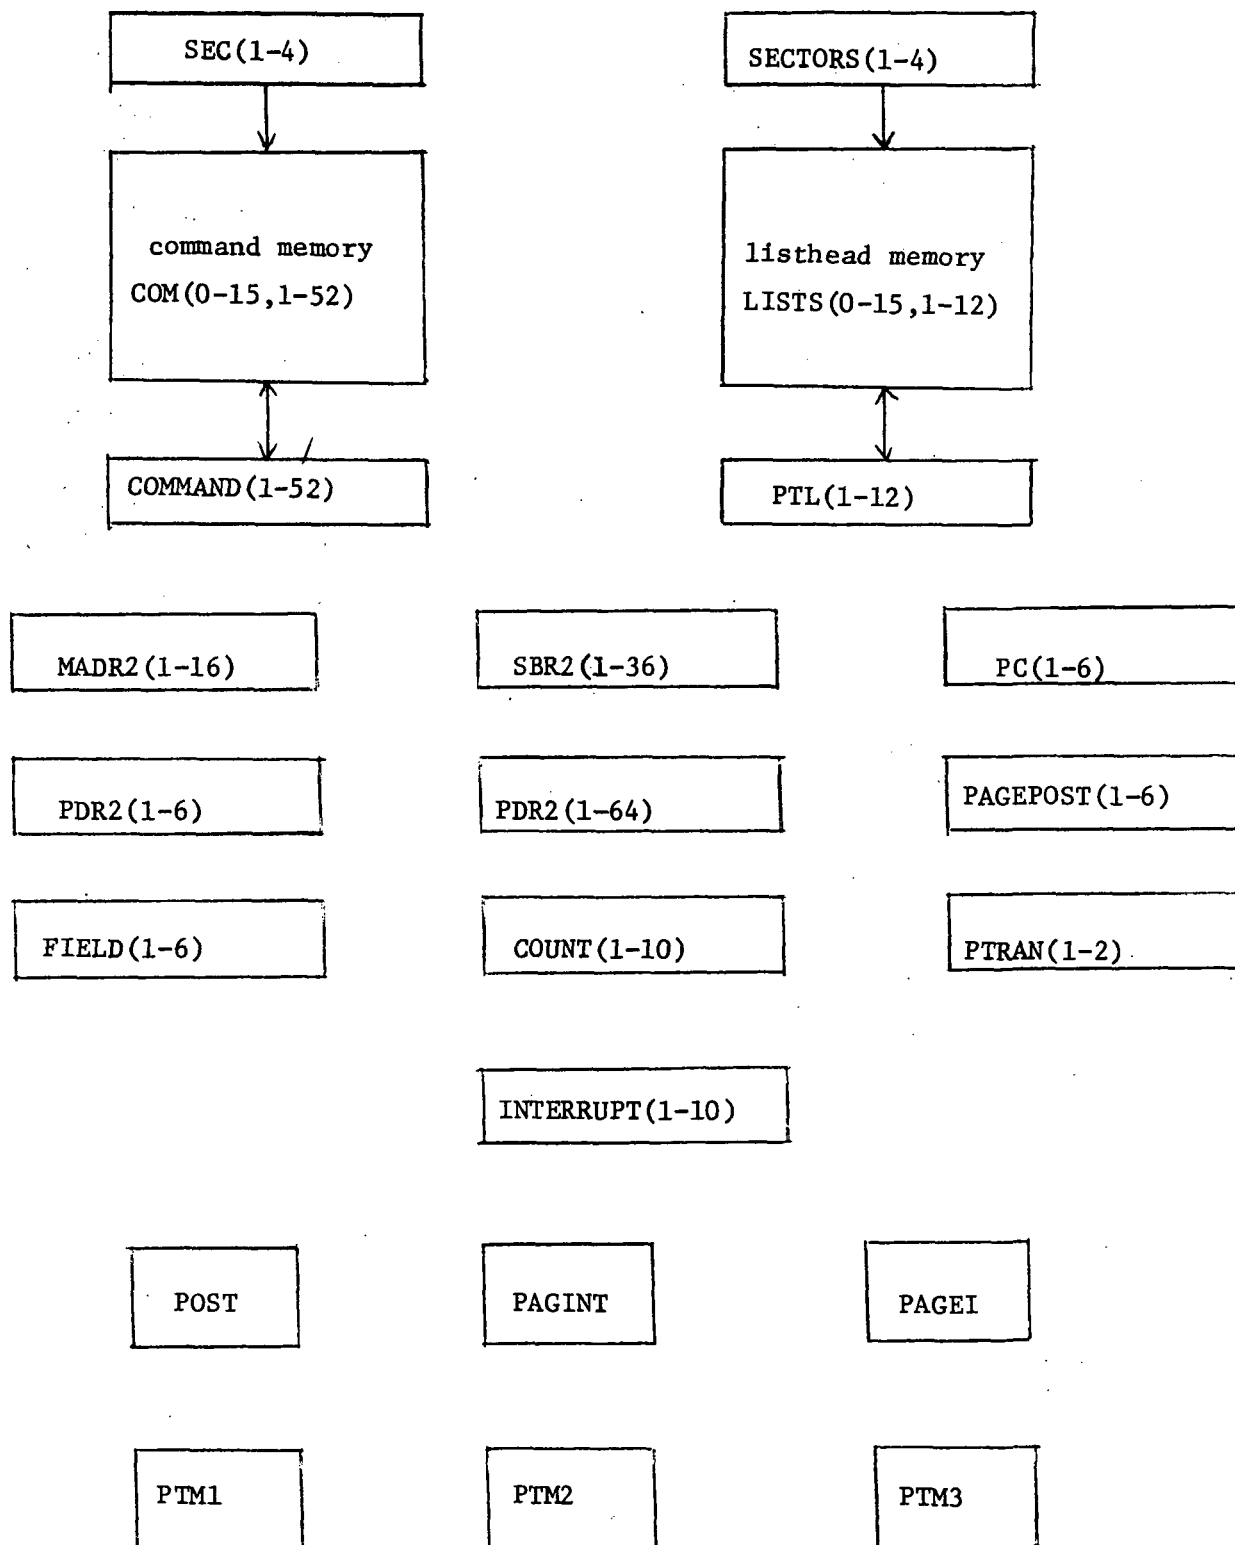 SEC(1-4)
SECTORS(1-4)
command memory
COM(0-15,1-52)
listhead memory
LISTS(0-15,1-12)
COMMAND(1-52)
PTL(1-12)
MADR2(1-16)
SBR2(1-36)
PC(1-6)
PDR2(1-6)
PDR2(1-64)
PAGEPOST(1-6)
FIELD(1-6)
COUNT(1-10)
PTRAN(1-2)
INTERRUPT(1-10)
POST
PAGINT
PAGEI
PTM1
PTM2
PTM3